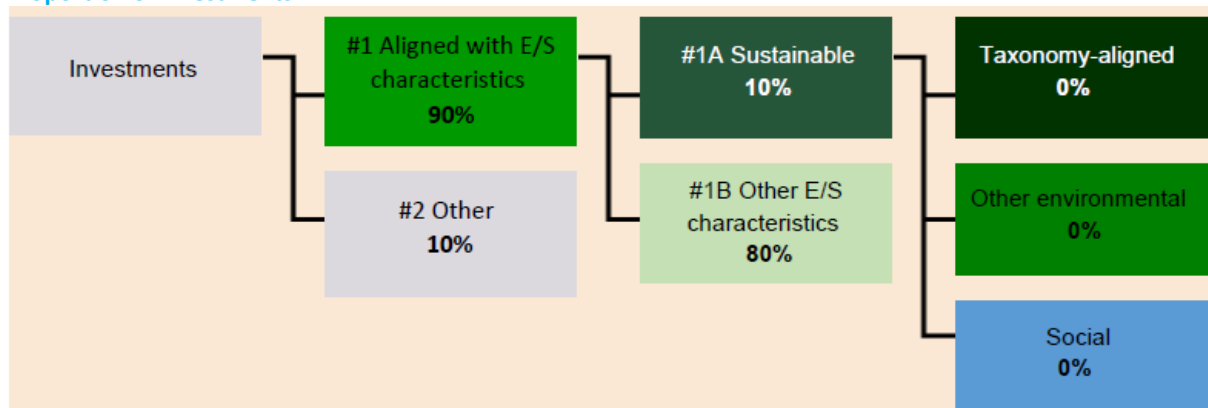 Investments
#1 Aligned with E/S
characteristics
90%
#2 Other
10%
#1A Sustainable
10%
#1B Other E/S
characteristics
80%
Taxonomy-aligned
0%
Other environmental
0%
Social
0%